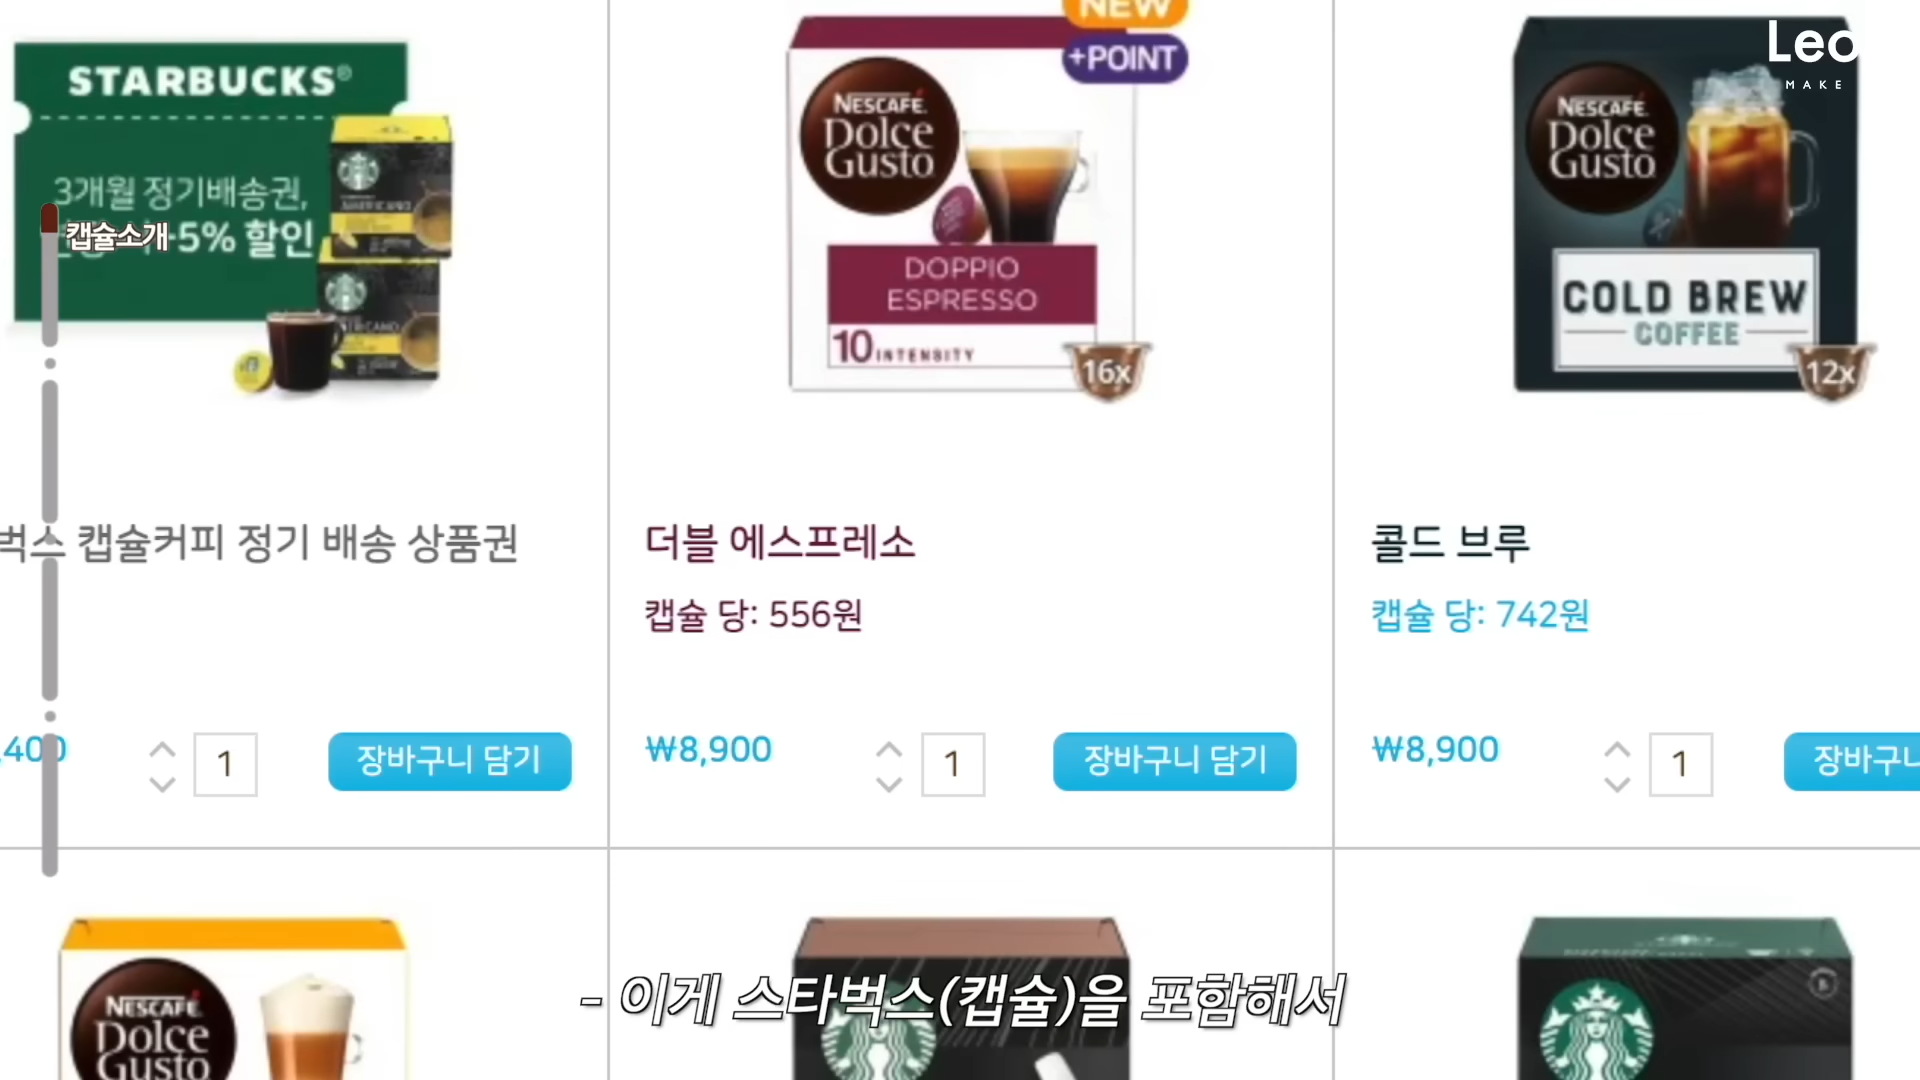 STARBUCKS®
3개월 정기배송권,
-5% 할인
캡슐소개
NEW
+POINT
NESCAFÉ.
Dolce
Gusto
DOPPIO
ESPRESSO
10 INTENSITY
16x
Leo
MAKE
NESCAFÉ.
Dolce
Gusto
COLD BREW
COFFEE
12x
벅스 캡슐커피 정기 배송 상품권
,400
1
장바구니 담기
더블 에스프레소
캡슐 당: 556원
₩8,900
1
장바구니 담기
콜드 브루
캡슐 당: 742원
₩8,900
1
장바구니
NESCAFÉ.
Dolce
Gusto
- 이게 스타벅스(캡슐)을 포함해서